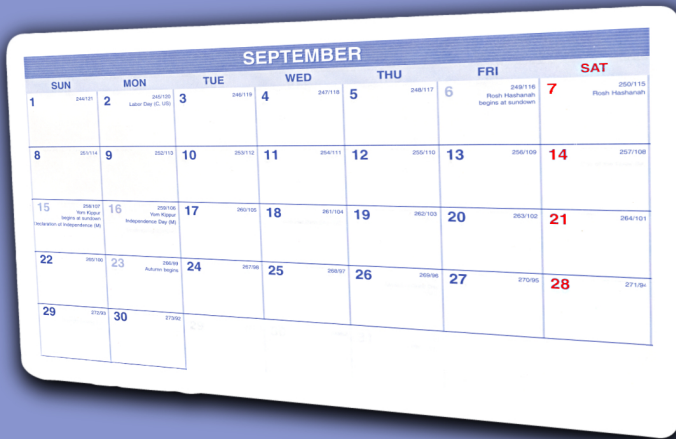 SEPTEMBER
SUN MON TUE WED THU FRI SAT
1 244/121
2 245/120
Labor Day (C, US)
3 246/119
4 247/118
5 248/117
6 249/116
Rosh Hashanah
begins at sundown
7 250/115
Rosh Hashanah
8 251/114
9 252/113
10 253/112
11 254/111
12 255/110
13 256/109
14 257/108
15 258/107
Yom Kippur
begins at sundown
Declaration of Independence (M)
16 259/106
Yom Kippur
Independence Day (M)
17 260/105
18 261/104
19 262/103
20 263/102
21 264/101
22 265/100
23 266/99
Autumn begins
24 267/98
25 268/97
26 269/96
27 270/95
28 271/94
29 272/93
30 273/92